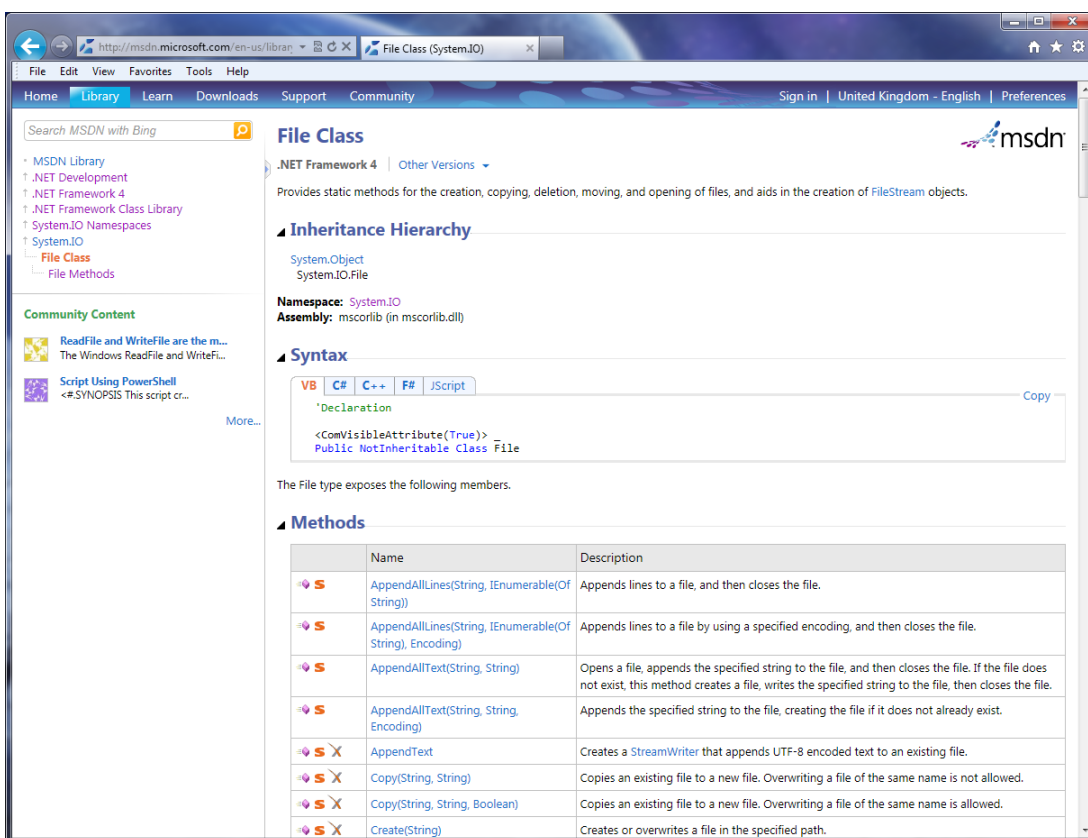 http://msdn.microsoft.com/en-us/librar
File Class (System.IO)
File Edit View Favorites Tools Help
Home Library Learn Downloads Support Community Sign in | United Kingdom - English | Preferences
Search MSDN with Bing
MSDN Library
.NET Development
.NET Framework 4
.NET Framework Class Library
System.IO Namespaces
System.IO
File Class
File Methods
Community Content
ReadFile and WriteFile are the m...
The Windows ReadFile and WriteFi...
Script Using PowerShell
<#.SYNOPSIS This script cr...
More...
msdn
File Class
.NET Framework 4 | Other Versions
Provides static methods for the creation, copying, deletion, moving, and opening of files, and aids in the creation of FileStream objects.
Inheritance Hierarchy
System.Object
System.IO.File
Namespace: System.IO
Assembly: mscorlib (in mscorlib.dll)
Syntax
VB C# C++ F# JScript
Copy
'Declaration
<ComVisibleAttribute(True)> _
Public NotInheritable Class File
The File type exposes the following members.
Methods
Name Description
AppendAllLines(String, IEnumerable(Of Appends lines to a file, and then closes the file.
String))
AppendAllLines(String, IEnumerable(Of Appends lines to a file by using a specified encoding, and then closes the file.
String), Encoding)
AppendAllText(String, String) Opens a file, appends the specified string to the file, and then closes the file. If the file does
not exist, this method creates a file, writes the specified string to the file, then closes the file.
AppendAllText(String, String, Appends the specified string to the file, creating the file if it does not already exist.
Encoding)
AppendText Creates a StreamWriter that appends UTF-8 encoded text to an existing file.
Copy(String, String) Copies an existing file to a new file. Overwriting a file of the same name is not allowed.
Copy(String, String, Boolean) Copies an existing file to a new file. Overwriting a file of the same name is allowed.
Create(String) Creates or overwrites a file in the specified path.